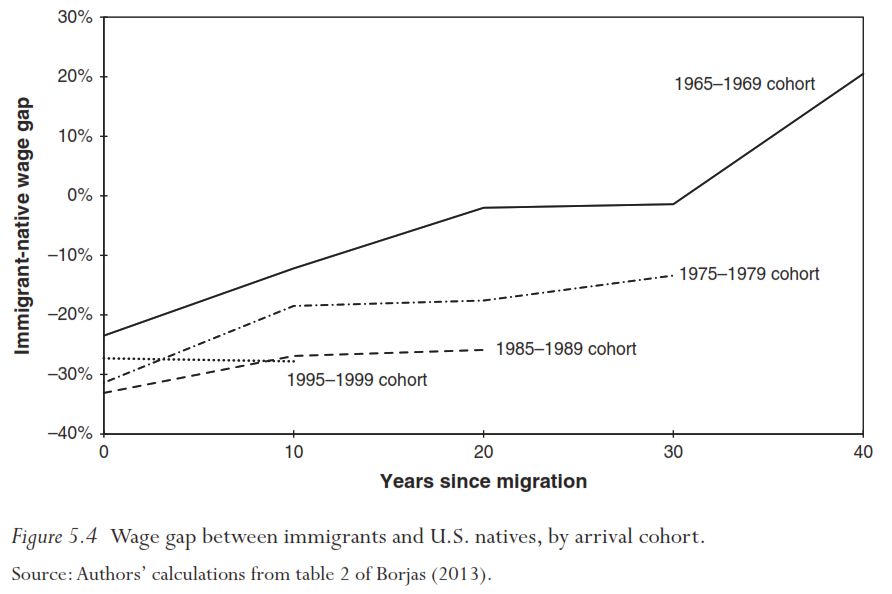 30%
20%
10%
0%
–10%
–20%
–30%
–40%
Immigrant-native wage gap
1965–1969 cohort
1975–1979 cohort
1985–1989 cohort
1995–1999 cohort
0 10 20 30 40
Years since migration
Figure 5.4 Wage gap between immigrants and U.S. natives, by arrival cohort.
Source: Authors’ calculations from table 2 of Borjas (2013).